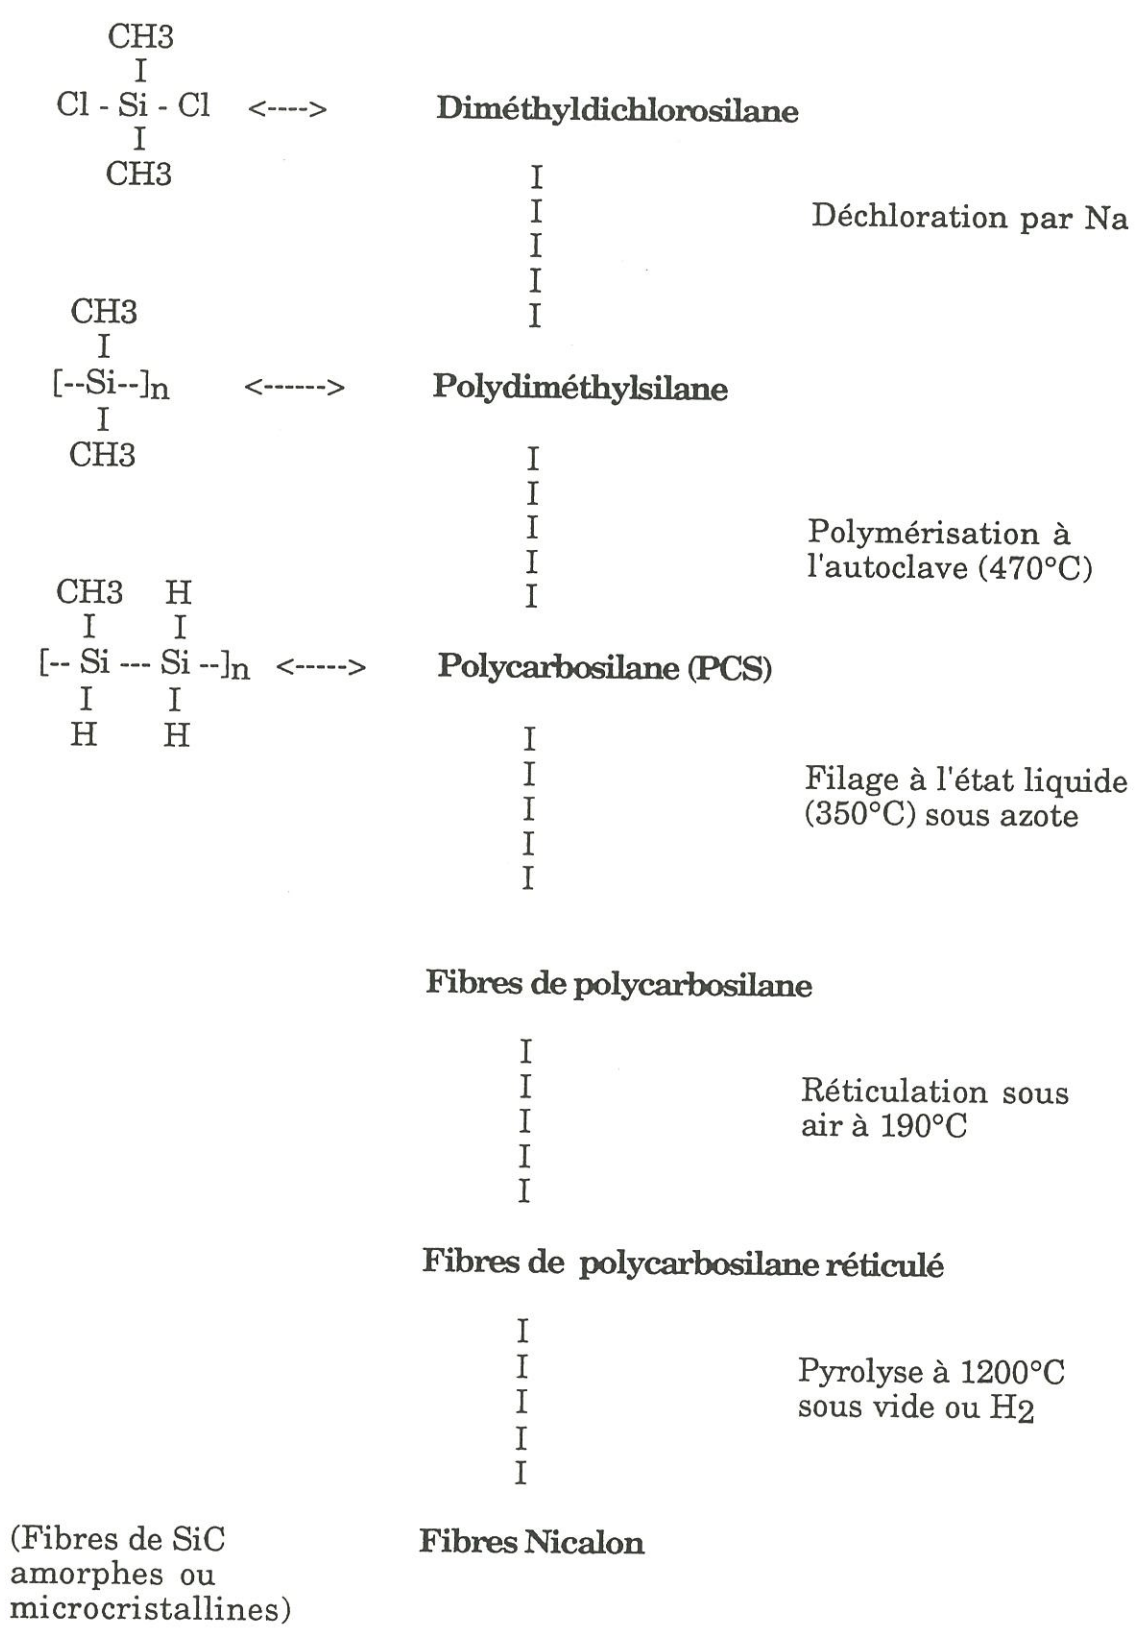 CH3
I
Cl - Si - Cl <----> Diméthyldichlorosilane
I
CH3
I
I
Déchloration par Na
I
I
I
CH3
I
[--Si--]n <------> Polydiméthylsilane
I
CH3
I
I
I
Polymérisation à
l'autoclave (470°C)
I
I
CH3 H
I I
[-- Si --- Si --]n <-----> Polycarbosilane (PCS)
I I
H H
I
I
Filage à l'état liquide
(350°C) sous azote
I
I
I
Fibres de polycarbosilane
I
I
Réticulation sous
air à 190°C
I
I
I
Fibres de polycarbosilane réticulé
I
I
Pyrolyse à 1200°C
sous vide ou H2
I
I
I
(Fibres de SiC
amorphes ou
microcristallines)
Fibres Nicalon